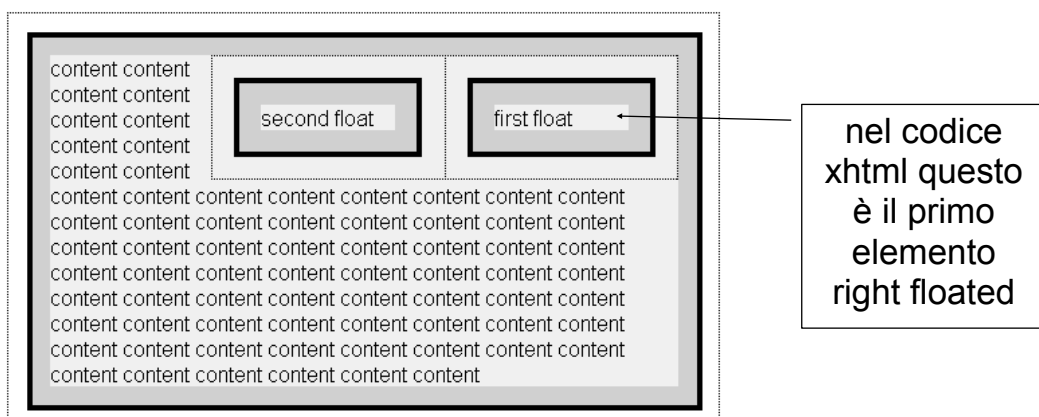 content content
content content
content content
content content
content content
second float
first float
content content content content content content content content
content content content content content content content content
content content content content content content content content
content content content content content content content content
content content content content content content content content
content content content content content content content content
content content content content content content content content
content content content content content content
nel codice
xhtml questo
è il primo
elemento
right floated